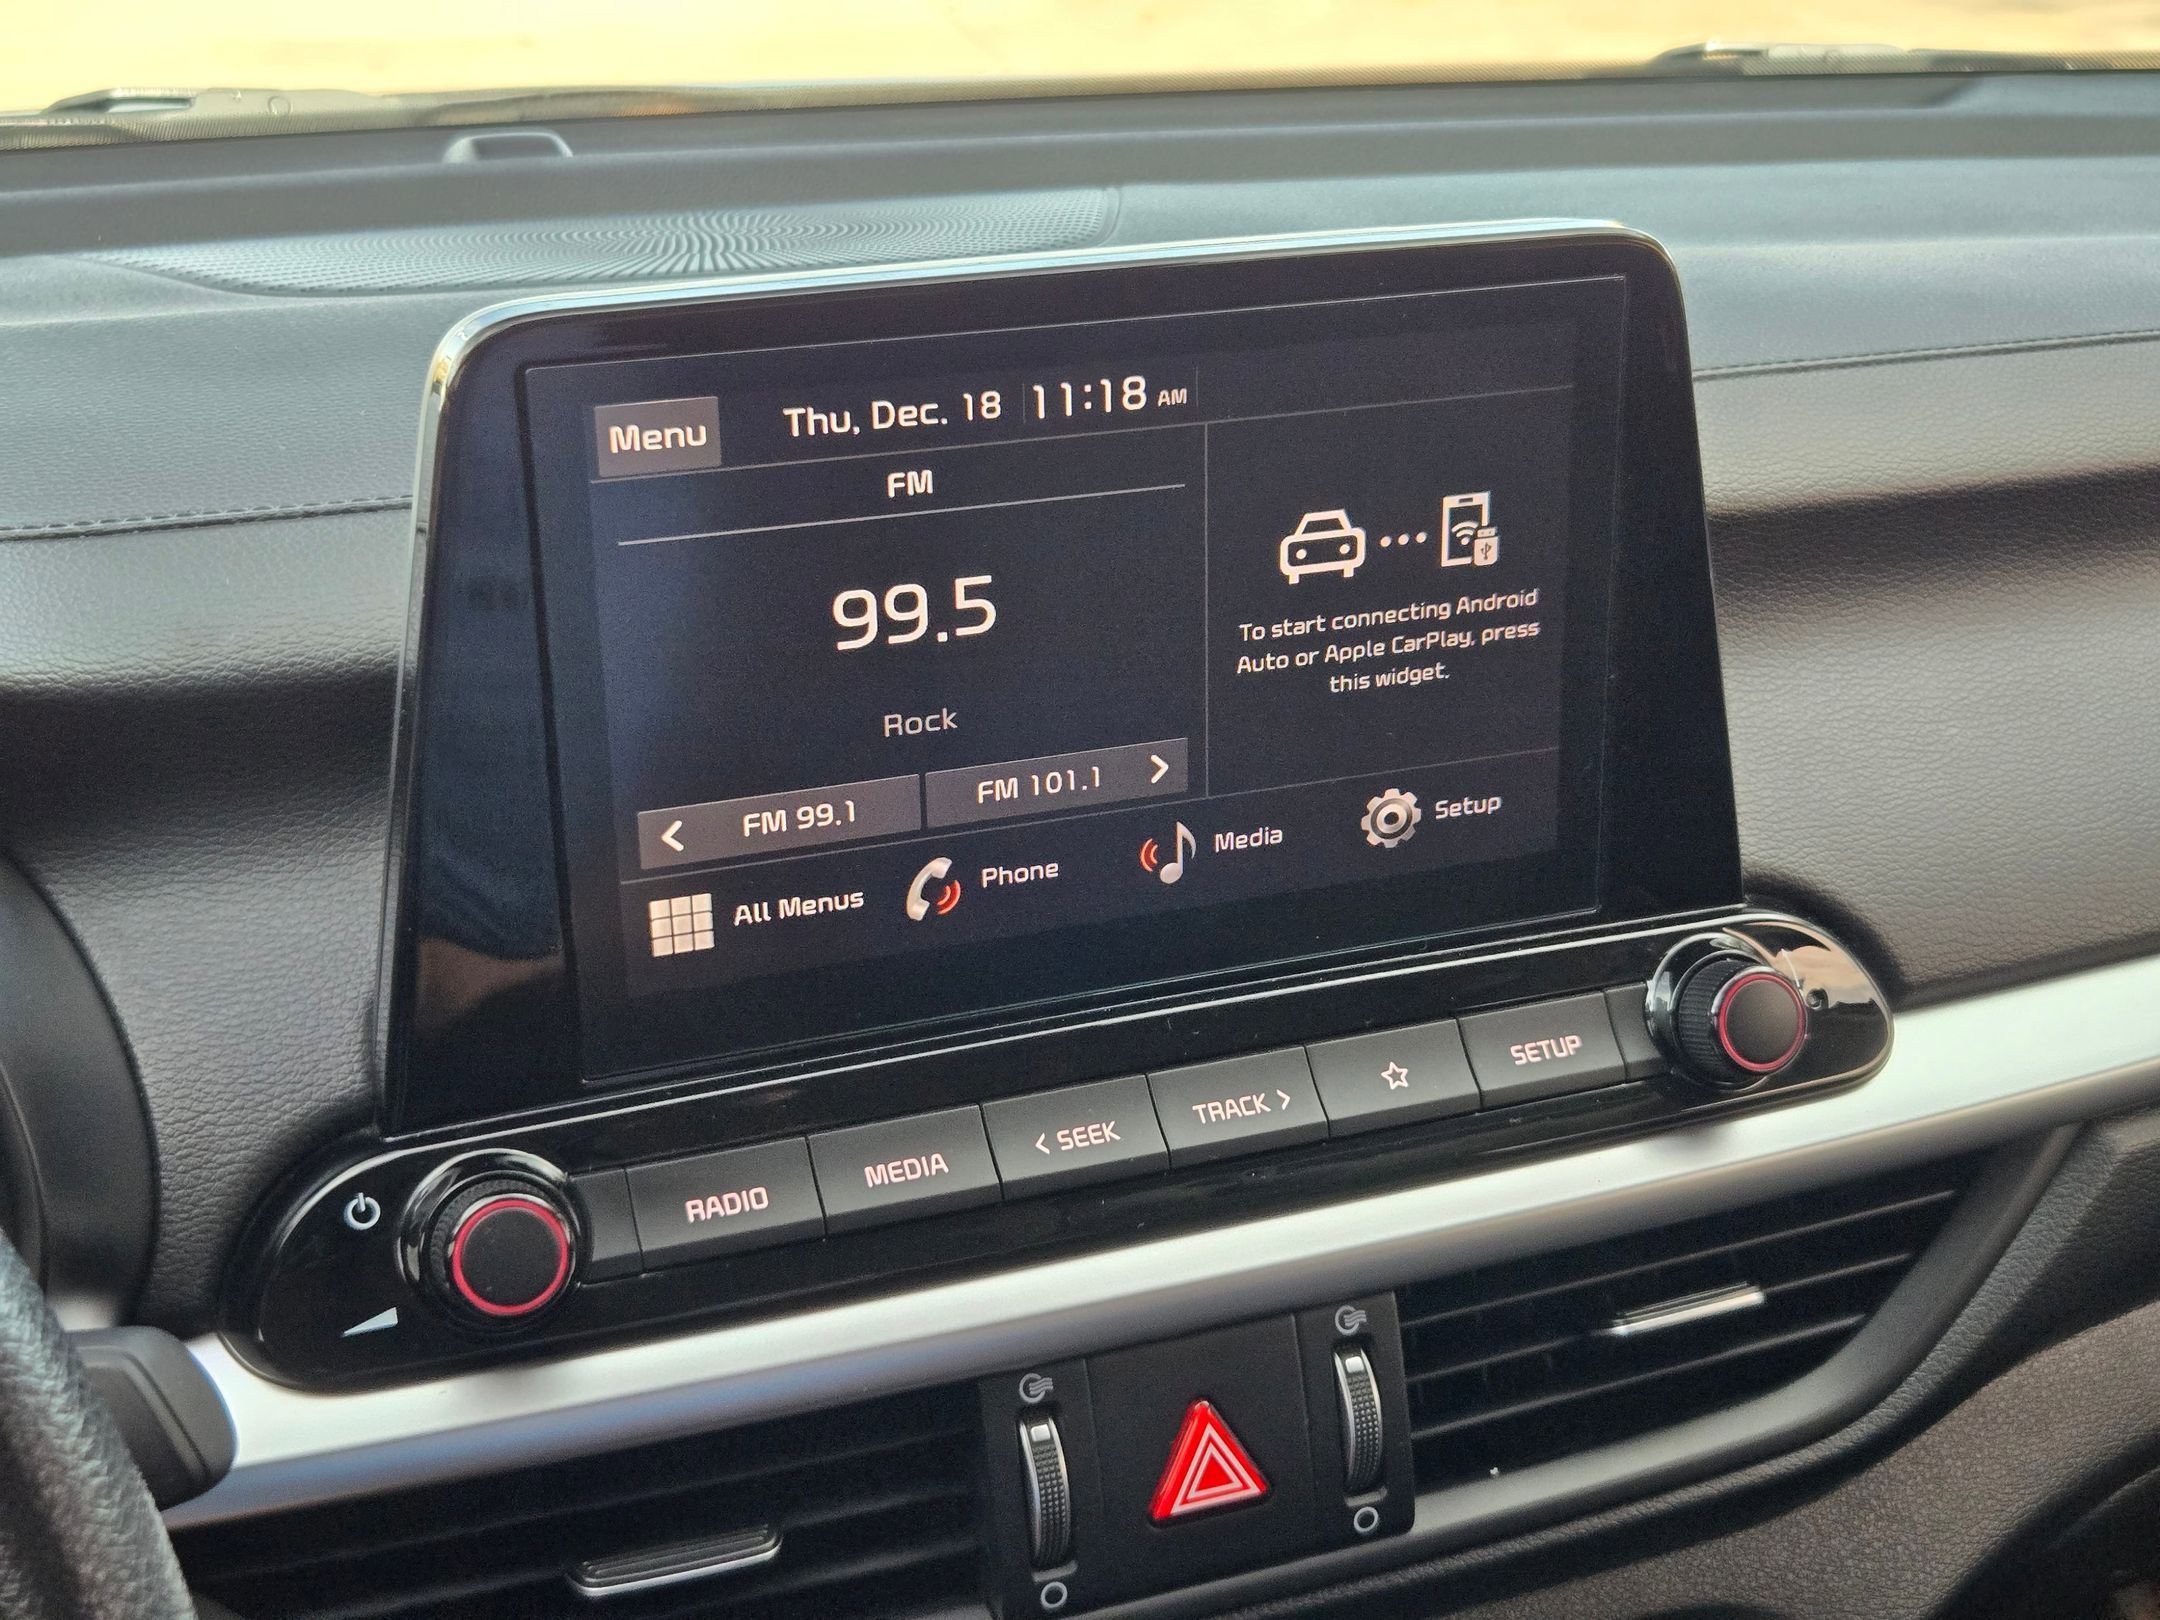 Menu
Thu, Dec. 18 11:18 AM
FM
99.5
Rock
< FM 99.1
FM 101.1 >
To start connecting Android
Auto or Apple CarPlay, press
this widget.
All Menus
Phone
Media
Setup
RADIO
MEDIA
< SEEK
TRACK >
SETUP